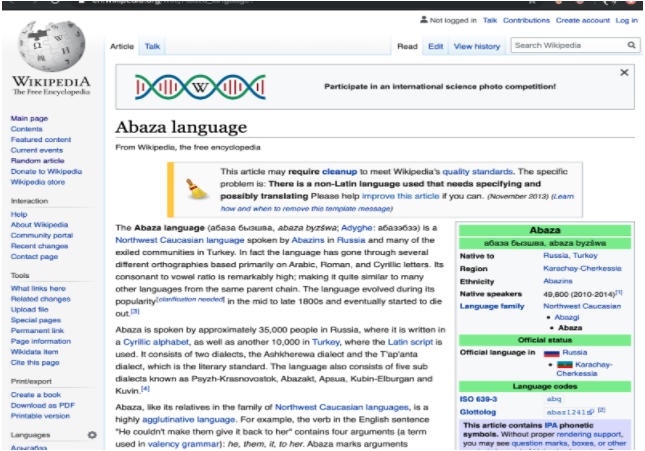 Not logged in Talk Contributions Create account Log in
Article Talk Read Edit View history Search Wikipedia
WIKIPEDIA
The Free Encyclopedia
Main page
Contents
Featured content
Current events
Random article
Donate to Wikipedia
Wikipedia store
Interaction
Help
About Wikipedia
Community portal
Recent changes
Contact page
Tools
What links here
Related changes
Upload file
Special pages
Permanent link
Page information
Wikidata item
Cite this page
Print/export
Create a book
Download as PDF
Printable version
Languages
Participate in an international science photo competition!
Abaza language
From Wikipedia, the free encyclopedia
This article may require cleanup to meet Wikipedia's quality standards. The specific
problem is: There is a non-Latin language used that needs specifying and
possibly translating Please help improve this article if you can. (November 2013) (Learn
how and when to remove this template message)
The Abaza language (абаза бызшва, abaza byzšwa; Adyghe: абазэбзэ) is a
Northwest Caucasian language spoken by Abazins in Russia and many of the
exiled communities in Turkey. In fact the language has gone through several
different orthographies based primarily on Arabic, Roman, and Cyrillic letters. Its
consonant to vowel ratio is remarkably high; making it quite similar to many
other languages from the same parent chain. The language evolved during its
popularity[clarification needed] in the mid to late 1800s and eventually started to die
out.[3]
Abaza is spoken by approximately 35,000 people in Russia, where it is written in
a Cyrillic alphabet, as well as another 10,000 in Turkey, where the Latin script is
used. It consists of two dialects, the Ashkherewa dialect and the T'ap'anta
dialect, which is the literary standard. The language also consists of five sub
dialects known as Psyzh-Krasnovostok, Abazakt, Apsua, Kubin-Elburgan and
Kuvin.[4]
Abaza, like its relatives in the family of Northwest Caucasian languages, is a
highly agglutinative language. For example, the verb in the English sentence
"He couldn't make them give it back to her" contains four arguments (a term
used in valency grammar): he, them, it, to her. Abaza marks arguments
Abaza
абаза бызшва, abaza byzšwa
Native to Russia, Turkey
Region Karachay-Cherkessia
Ethnicity Abazins
Native speakers 49,800 (2010-2014)[1]
Language family Northwest Caucasian
• Abazgi
• Abaza
Official status
Official language in Russia
• Karachay-
Cherkessia
Language codes
ISO 639-3 abq
Glottolog abaz1241 [2]
This article contains IPA phonetic
symbols. Without proper rendering support,
you may see question marks, boxes, or other